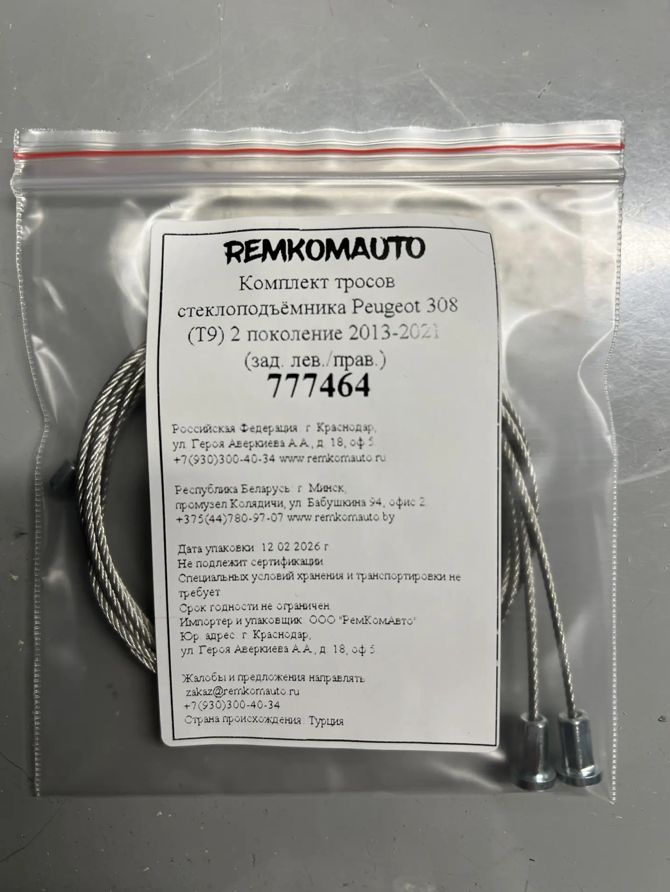 REMKOMAUTO
Комплект тросов
стеклоподъёмника Peugeot 308
(T9) 2 поколение 2013-2021
(зад. лев./прав.)
777464
Российская Федерация г. Краснодар,
ул. Героя Аверкиева А.А., д. 18, оф 5
+7(930)300-40-34 www.remkomauto.ru
Республика Беларусь г. Минск,
промузел Колядичи, ул. Бабушкина 94, офис 2
+375(44)780-97-07 www.remkomauto.by
Дата упаковки 12.02.2026 г
Не подлежит сертификации
Специальных условий хранения и транспортировки не
требует
Срок годности не ограничен
Импортер и упаковщик ООО "РемКомАвто"
Юр. адрес: г. Краснодар,
ул. Героя Аверкиева А.А., д. 18, оф 5
Жалобы и предложения направлять
zakaz@remkomauto.ru
+7(930)300-40-34
Страна происхождения: Турция